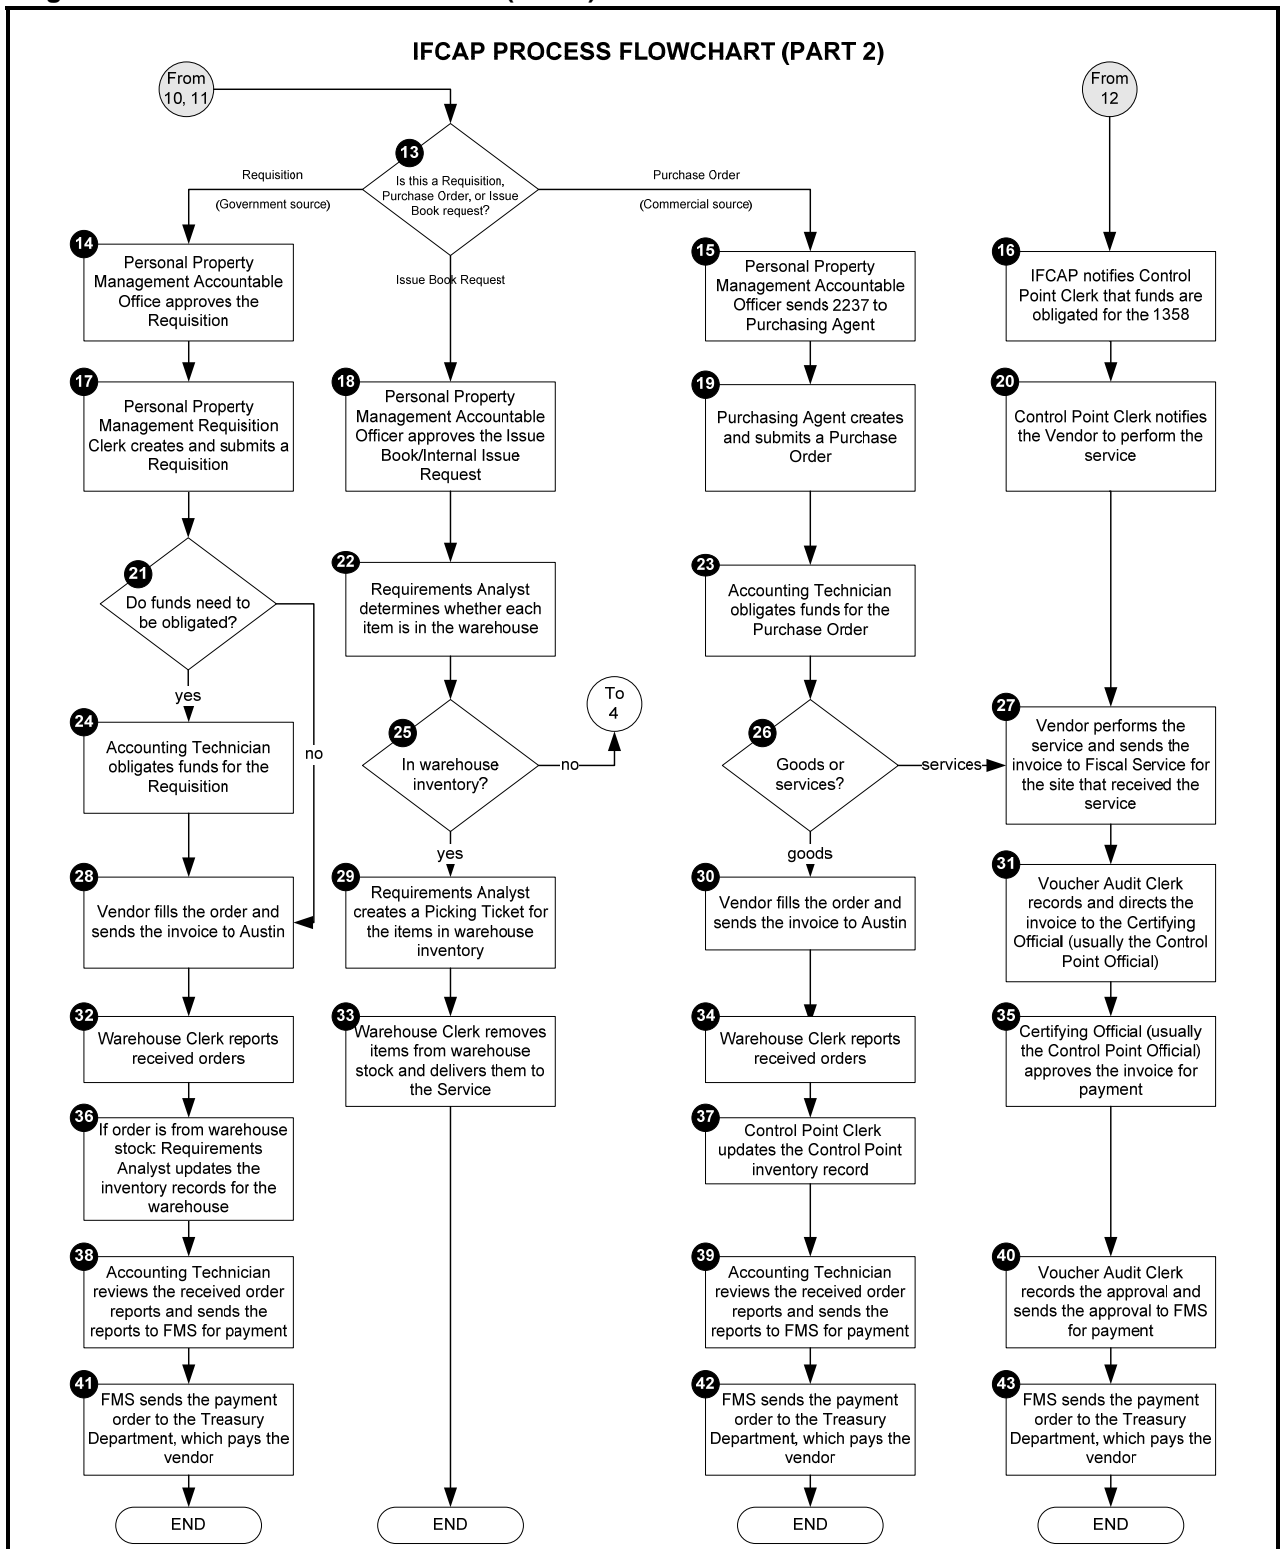 IFCAP PROCESS FLOWCHART (PART 2)
From
10, 11
From
12
13
Is this a Requisition,
Purchase Order, or Issue
Book request?
Requisition
(Government source)
Purchase Order
(Commercial source)
Issue Book Request
14
Personal Property
Management Accountable
Office approves the
Requisition
15
Personal Property
Management Accountable
Officer sends 2237 to
Purchasing Agent
16
IFCAP notifies Control
Point Clerk that funds are
obligated for the 1358
17
Personal Property
Management Requisition
Clerk creates and submits a
Requisition
18
Personal Property
Management Accountable
Officer approves the Issue
Book/Internal Issue
Request
19
Purchasing Agent creates
and submits a Purchase
Order
20
Control Point Clerk notifies
the Vendor to perform the
service
21
Do funds need to
be obligated?
yes
no
22
Requirements Analyst
determines whether each
item is in the warehouse
23
Accounting Technician
obligates funds for the
Purchase Order
24
Accounting Technician
obligates funds for the
Requisition
25
In warehouse
inventory?
no
To
4
yes
26
Goods or
services?
services
goods
27
Vendor performs the
service and sends the
invoice to Fiscal Service for
the site that received the
service
28
Vendor fills the order and
sends the invoice to Austin
29
Requirements Analyst
creates a Picking Ticket for
the items in warehouse
inventory
30
Vendor fills the order and
sends the invoice to Austin
31
Voucher Audit Clerk
records and directs the
invoice to the Certifying
Official (usually the Control
Point Official)
32
Warehouse Clerk reports
received orders
33
Warehouse Clerk removes
items from warehouse
stock and delivers them to
the Service
34
Warehouse Clerk reports
received orders
35
Certifying Official (usually
the Control Point Official)
approves the invoice for
payment
36
If order is from warehouse
stock: Requirements
Analyst updates the
inventory records for the
warehouse
37
Control Point Clerk
updates the Control Point
inventory record
38
Accounting Technician
reviews the received order
reports and sends the
reports to FMS for payment
39
Accounting Technician
reviews the received order
reports and sends the
reports to FMS for payment
40
Voucher Audit Clerk
records the approval and
sends the approval to FMS
for payment
41
FMS sends the payment
order to the Treasury
Department, which pays the
vendor
42
FMS sends the payment
order to the Treasury
Department, which pays the
vendor
43
FMS sends the payment
order to the Treasury
Department, which pays the
vendor
END
END
END
END